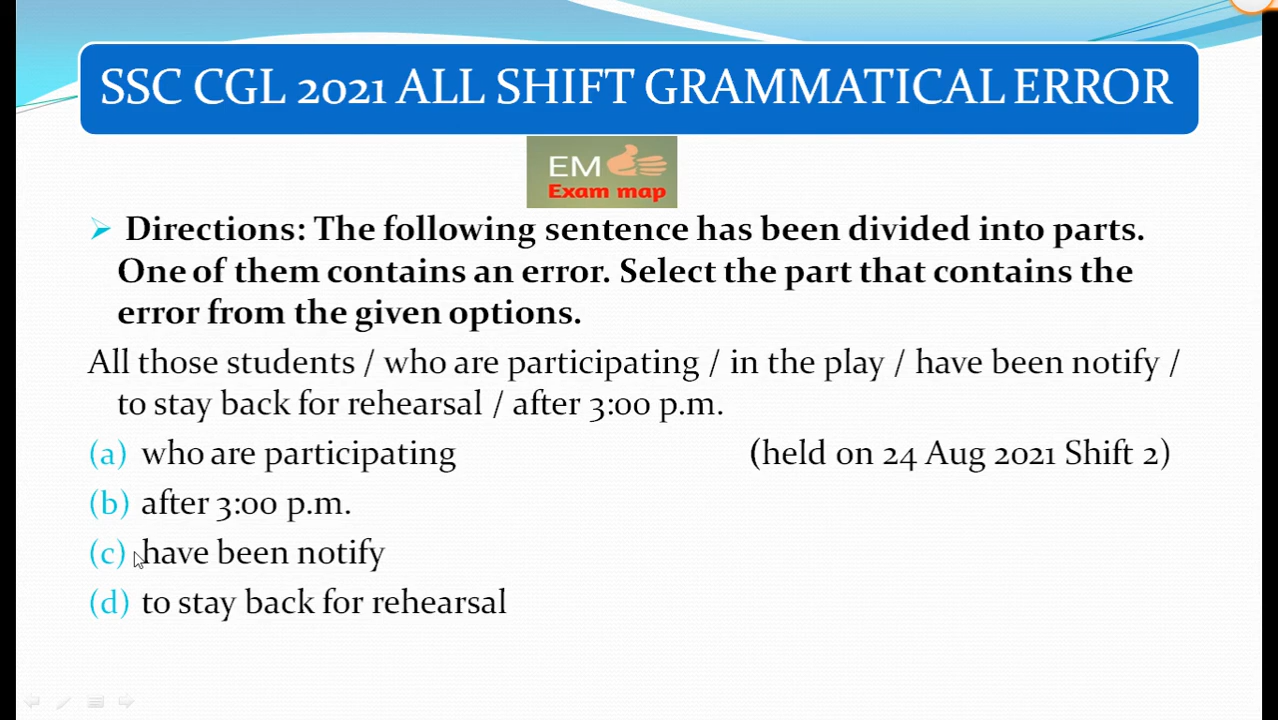 SSC CGL 2021 ALL SHIFT GRAMMATICAL ERROR
EM
Exam map
Directions: The following sentence has been divided into parts.
One of them contains an error. Select the part that contains the
error from the given options.
All those students / who are participating / in the play / have been notify /
to stay back for rehearsal / after 3:00 p.m.
(a) who are participating (held on 24 Aug 2021 Shift 2)
(b) after 3:00 p.m.
(c) have been notify
(d) to stay back for rehearsal